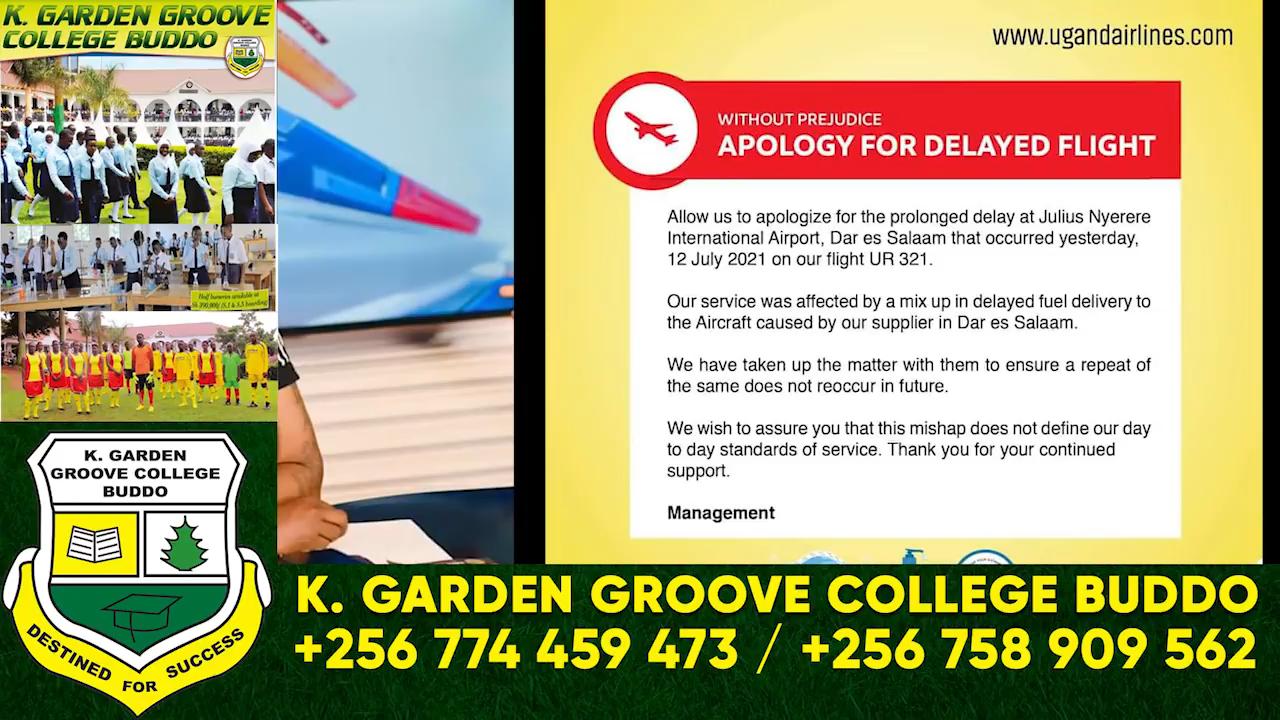 K. GARDEN GROOVE
COLLEGE BUDDO
Half bursaries available at
K. GARDEN
GROOVE COLLEGE
BUDDO
DESTINED FOR SUCCESS
www.ugandairlines.com
WITHOUT PREJUDICE
APOLOGY FOR DELAYED FLIGHT
Allow us to apologize for the prolonged delay at Julius Nyerere
International Airport, Dar es Salaam that occurred yesterday,
12 July 2021 on our flight UR 321.
Our service was affected by a mix up in delayed fuel delivery to
the Aircraft caused by our supplier in Dar es Salaam.
We have taken up the matter with them to ensure a repeat of
the same does not reoccur in future.
We wish to assure you that this mishap does not define our day
to day standards of service. Thank you for your continued
support.
Management
K. GARDEN GROOVE COLLEGE BUDDO
+256 774 459 473 / +256 758 909 562